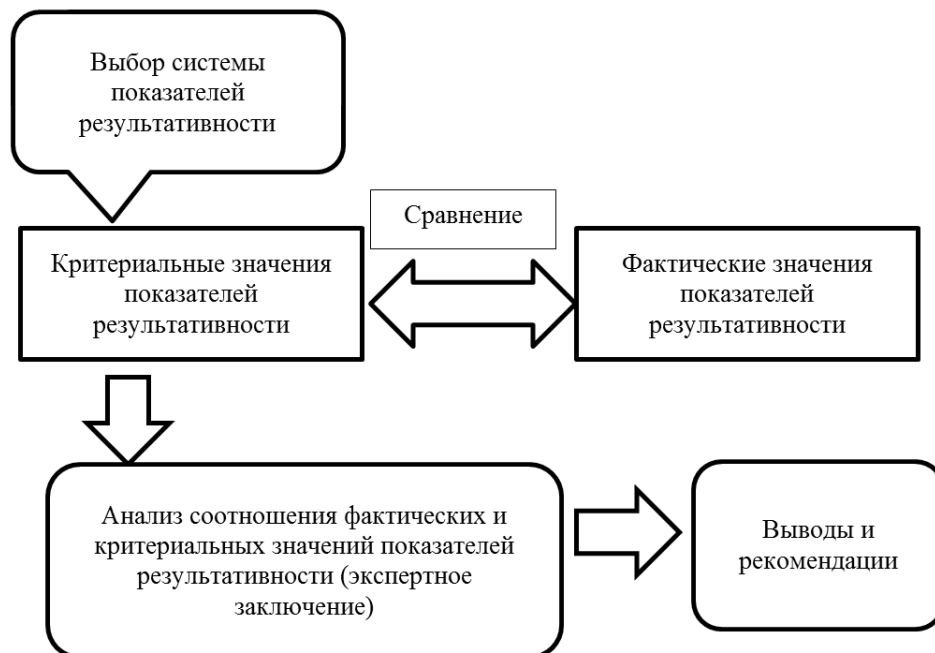 Выбор системы
показателей
результативности
Сравнение
Критериальные значения
показателей
результативности
Фактические значения
показателей
результативности
Анализ соотношения фактических и
критериальных значений показателей
результативности (экспертное
заключение)
Выводы и
рекомендации